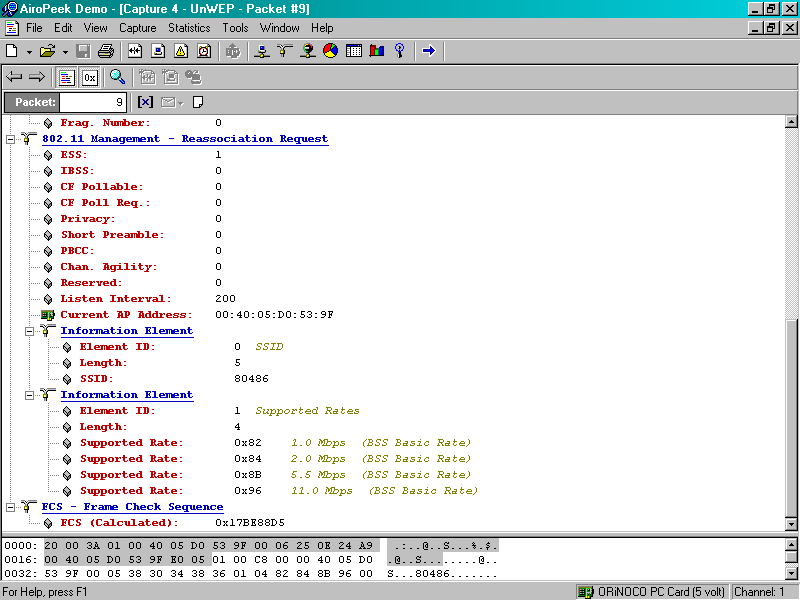 AiroPeek Demo - [Capture 4 - UnWEP - Packet #9]
File Edit View Capture Statistics Tools Window Help
Packet: 9
Frag. Number: 0
802.11 Management - Reassociation Request
ESS: 1
IBSS: 0
CF Pollable: 0
CF Poll Req.: 0
Privacy: 0
Short Preamble: 0
PBCC: 0
Chan. Agility: 0
Reserved: 0
Listen Interval: 200
Current AP Address: 00:40:05:D0:53:9F
Information Element
Element ID: 0 SSID
Length: 5
SSID: 80486
Information Element
Element ID: 1 Supported Rates
Length: 4
Supported Rate: 0x82 1.0 Mbps (BSS Basic Rate)
Supported Rate: 0x84 2.0 Mbps (BSS Basic Rate)
Supported Rate: 0x8B 5.5 Mbps (BSS Basic Rate)
Supported Rate: 0x96 11.0 Mbps (BSS Basic Rate)
FCS - Frame Check Sequence
FCS (Calculated): 0x17BE88D5
0000: 20 00 3A 01 00 40 05 D0 53 9F 00 06 25 0E 24 A9 .:..@..S...%.$.
0016: 00 40 05 D0 53 9F E0 05 01 00 C8 00 00 40 05 D0 .@..S........@..
0032: 53 9F 00 05 38 30 34 38 36 01 04 82 84 8B 96 00 S...80486.......
For Help, press F1 ORiNOCO PC Card (5 volt) Channel: 1